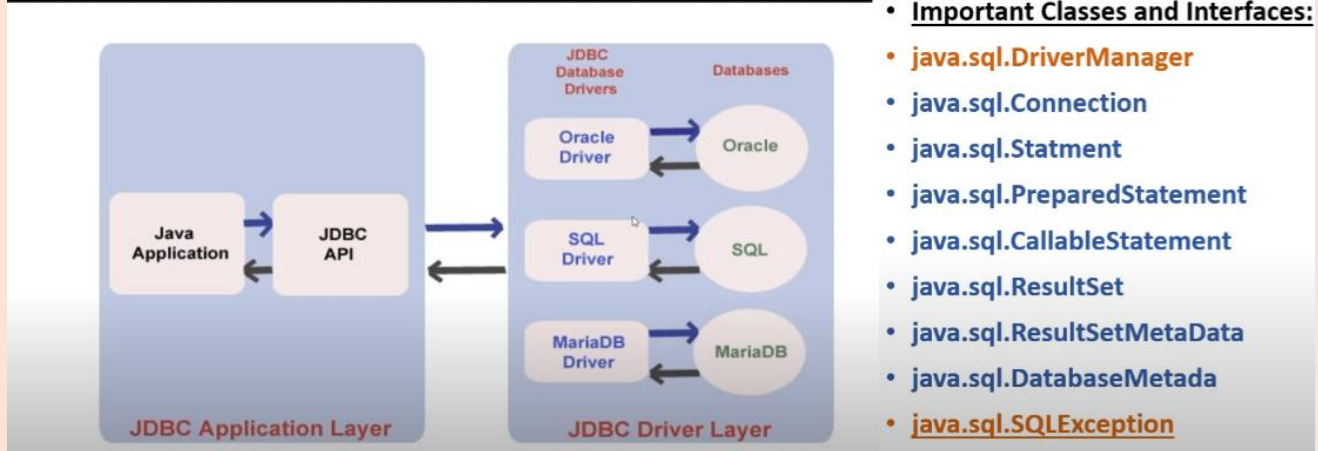 JDBC
Database
Drivers
Databases
Oracle
Driver
Oracle
Java
Application
JDBC
API
SQL
Driver
SQL
MariaDB
Driver
MariaDB
JDBC Application Layer
JDBC Driver Layer
• Important Classes and Interfaces:
• java.sql.DriverManager
• java.sql.Connection
• java.sql.Statment
• java.sql.PreparedStatement
• java.sql.CallableStatement
• java.sql.ResultSet
• java.sql.ResultSetMetaData
• java.sql.DatabaseMetada
• java.sql.SQLException